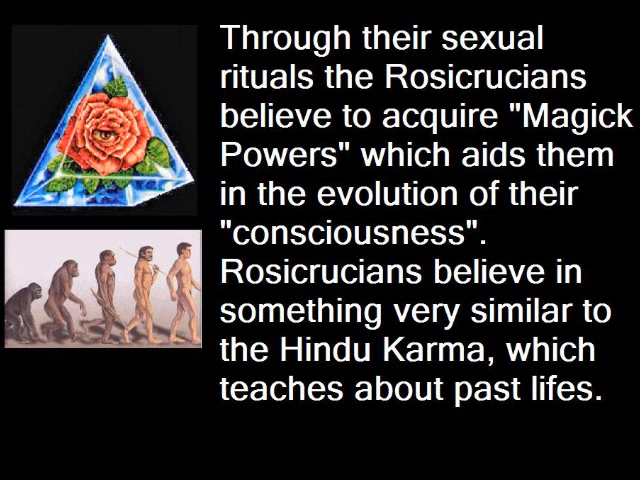 Through their sexual
rituals the Rosicrucians
believe to acquire "Magick
Powers" which aids them
in the evolution of their
"consciousness".
Rosicrucians believe in
something very similar to
the Hindu Karma, which
teaches about past lifes.